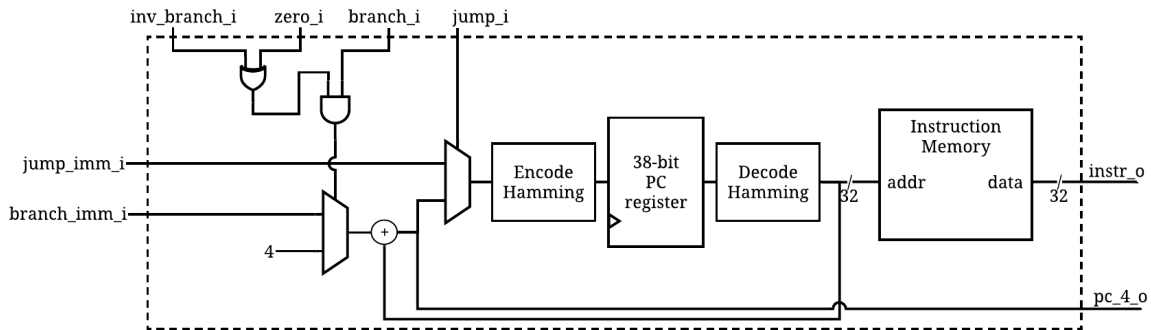 inv_branch_i
zero_i
branch_i
jump_i
jump_imm_i
branch_imm_i
4
+
Encode
Hamming
38-bit
PC
register
Decode
Hamming
32
Instruction
Memory
addr
data
32
instr_o
pc_4_o